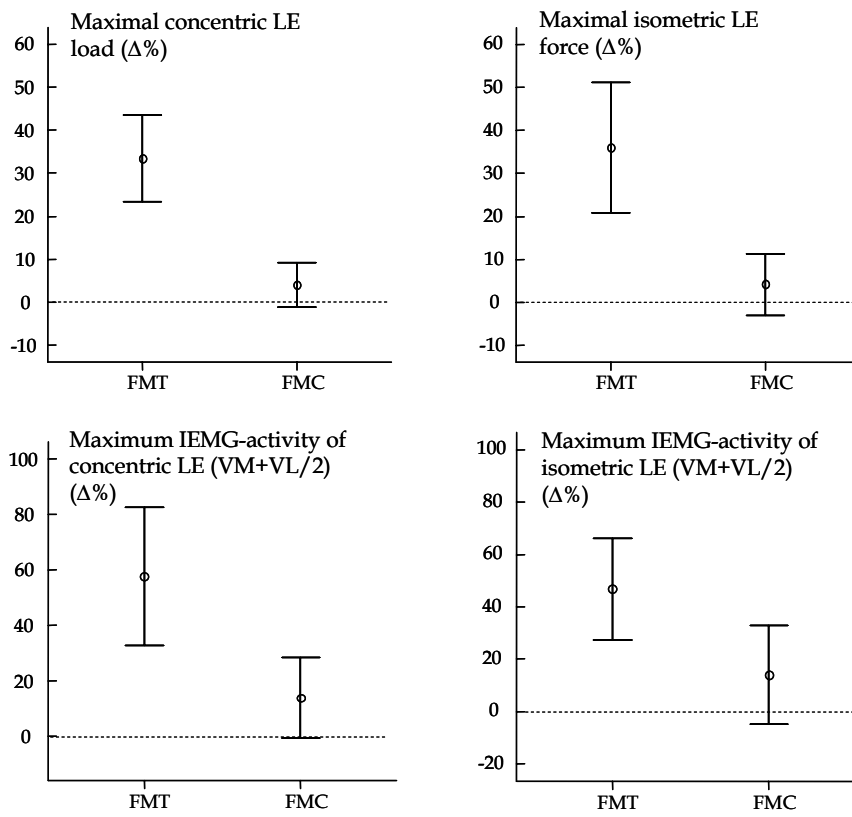 Maximal concentric LE
load (Δ%)
60
50
40
30
20
10
0
-10
FMT
FMC
Maximal isometric LE
force (Δ%)
60
50
40
30
20
10
0
-10
FMT
FMC
Maximum IEMG-activity of
concentric LE (VM+VL/2)
(Δ%)
100
80
60
40
20
0
FMT
FMC
Maximum IEMG-activity of
isometric LE (VM+VL/2)
(Δ%)
100
80
60
40
20
0
-20
FMT
FMC